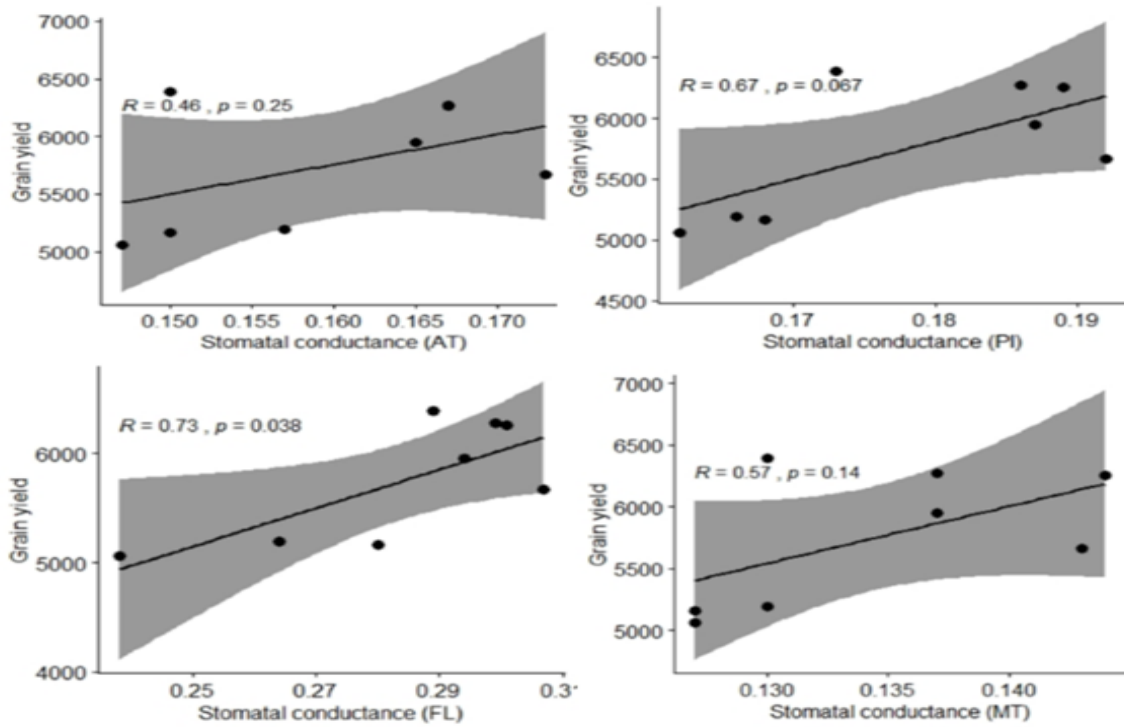 7000
6500
6000
5500
5000
Grain yield
R = 0.46 , p = 0.25
0.150 0.155 0.160 0.165 0.170
Stomatal conductance (AT)
6500
6000
5500
5000
4500
Grain yield
R = 0.67 , p = 0.067
0.17 0.18 0.19
Stomatal conductance (PI)
6000
5000
4000
Grain yield
R = 0.73 , p = 0.038
0.25 0.27 0.29
Stomatal conductance (FL)
7000
6500
6000
5500
5000
Grain yield
R = 0.57 , p = 0.14
0.130 0.135 0.140
Stomatal conductance (MT)